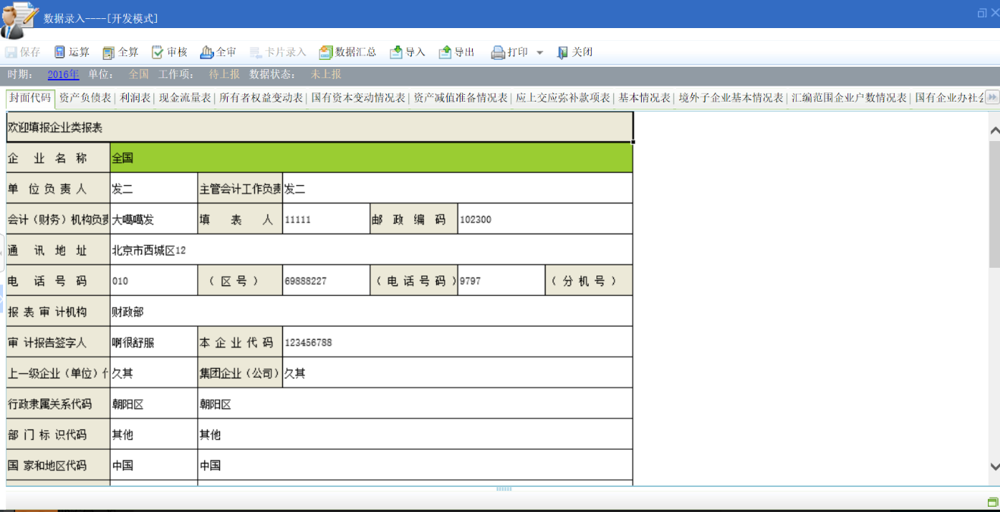 数据录入----[开发模式]
保存 运算 全算 审核 全审 卡片录入 数据汇总 导入 导出 打印 关闭
时期： 2016年 单位： 全国 工作项： 待上报 数据状态： 未上报
封面代码 资产负债表 利润表 现金流量表 所有者权益变动表 国有资本变动情况表 资产减值准备情况表 应上交应弥补款项表 基本情况表 境外子企业基本情况表 汇编范围企业户数情况表 国有企业办社会
欢迎填报企业类报表
企 业 名 称 全国
单 位 负 责 人 发二 主管会计工作负责 发二
会计（财务）机构负责 大噶噶发 填 表 人 11111 邮 政 编 码 102300
通 讯 地 址 北京市西城区12
电 话 号 码 010 （ 区 号 ） 69888227 （ 电 话 号 码 ） 9797 （ 分 机 号 ）
报 表 审 计机构 财政部
审 计报告签字人 啊很舒服 本 企 业 代 码 123456788
上一级企业（单位）代 久其 集团企业（公司） 久其
行政隶属关系代码 朝阳区 朝阳区
部 门 标 识代码 其他 其他
国 家和地区代码 中国 中国